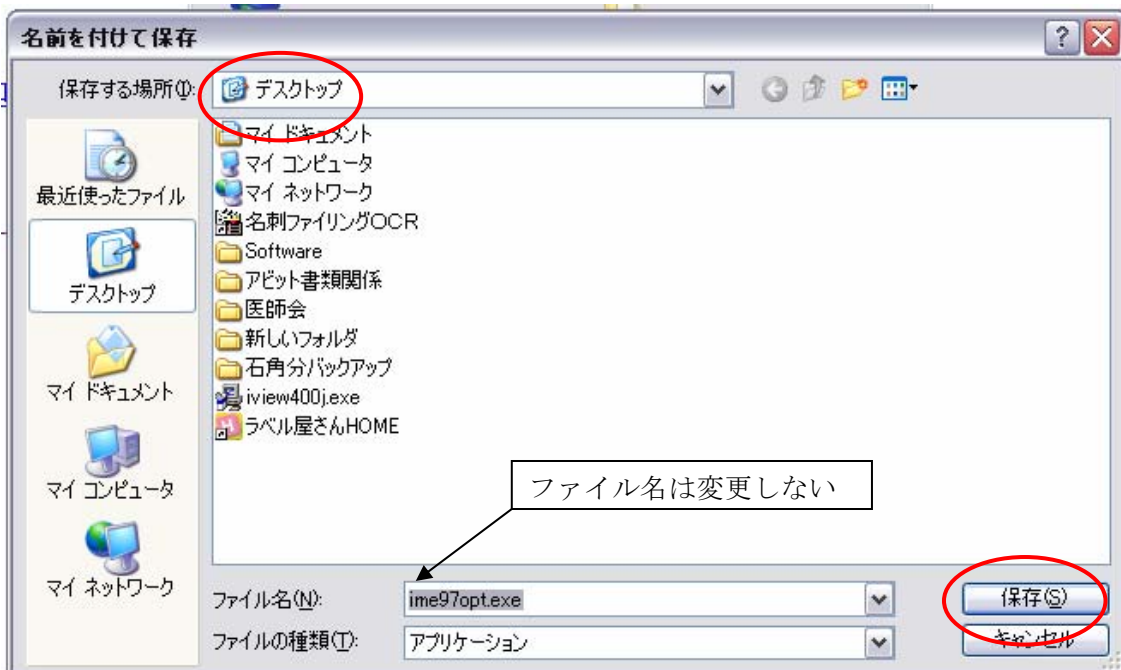 名前を付けて保存
保存する場所(I):
デスクトップ
最近使ったファイル
デスクトップ
マイ ドキュメント
マイ コンピュータ
マイ ネットワーク
マイ ドキュメント
マイ コンピュータ
マイ ネットワーク
名刺ファイリングOCR
Software
アビット書類関係
医師会
新しいフォルダ
石角分バックアップ
iview400j.exe
ラベル屋さんHOME
ファイル名は変更しない
ファイル名(N):
ime97opt.exe
保存(S)
ファイルの種類(T):
アプリケーション
キャンセル